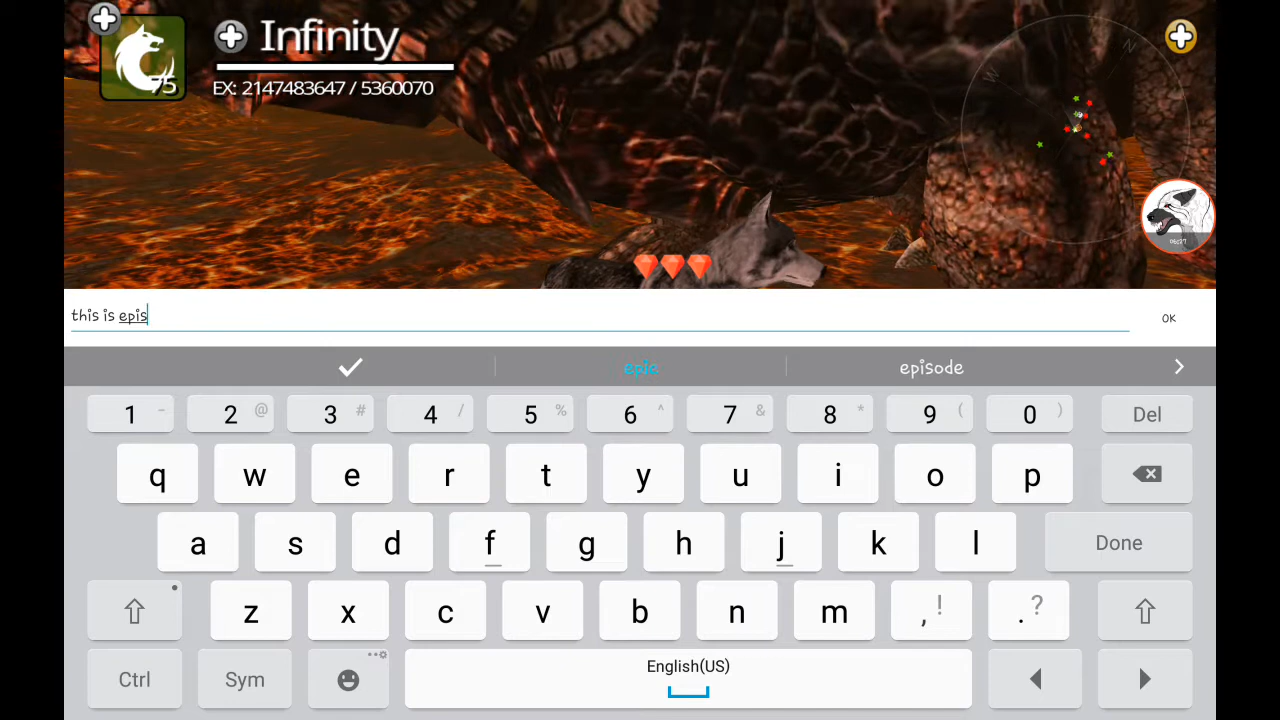 75
Infinity
EX: 2147483647 / 5360070
N
W
this is epis
OK
epic
episode
1 - 2 @ 3 # 4 / 5 % 6 ^ 7 & 8 * 9 ( 0 ) Del
q w e r t y u i o p
a s d f g h j k l Done
z x c v b n m , ! . ?
Ctrl Sym English(US)